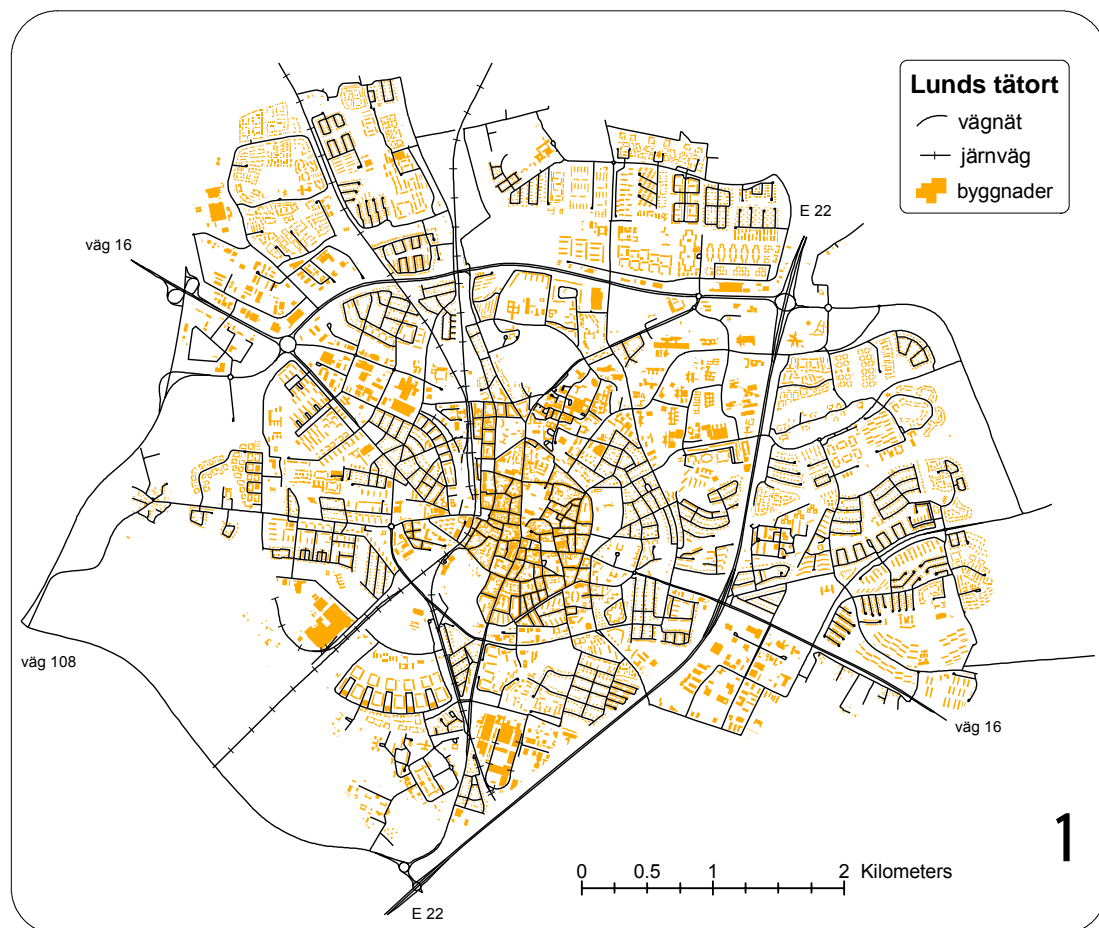 Lunds tätort
vägnät
järnväg
byggnader
E 22
väg 16
väg 108
väg 16
1
0 0.5 1 2 Kilometers
E 22